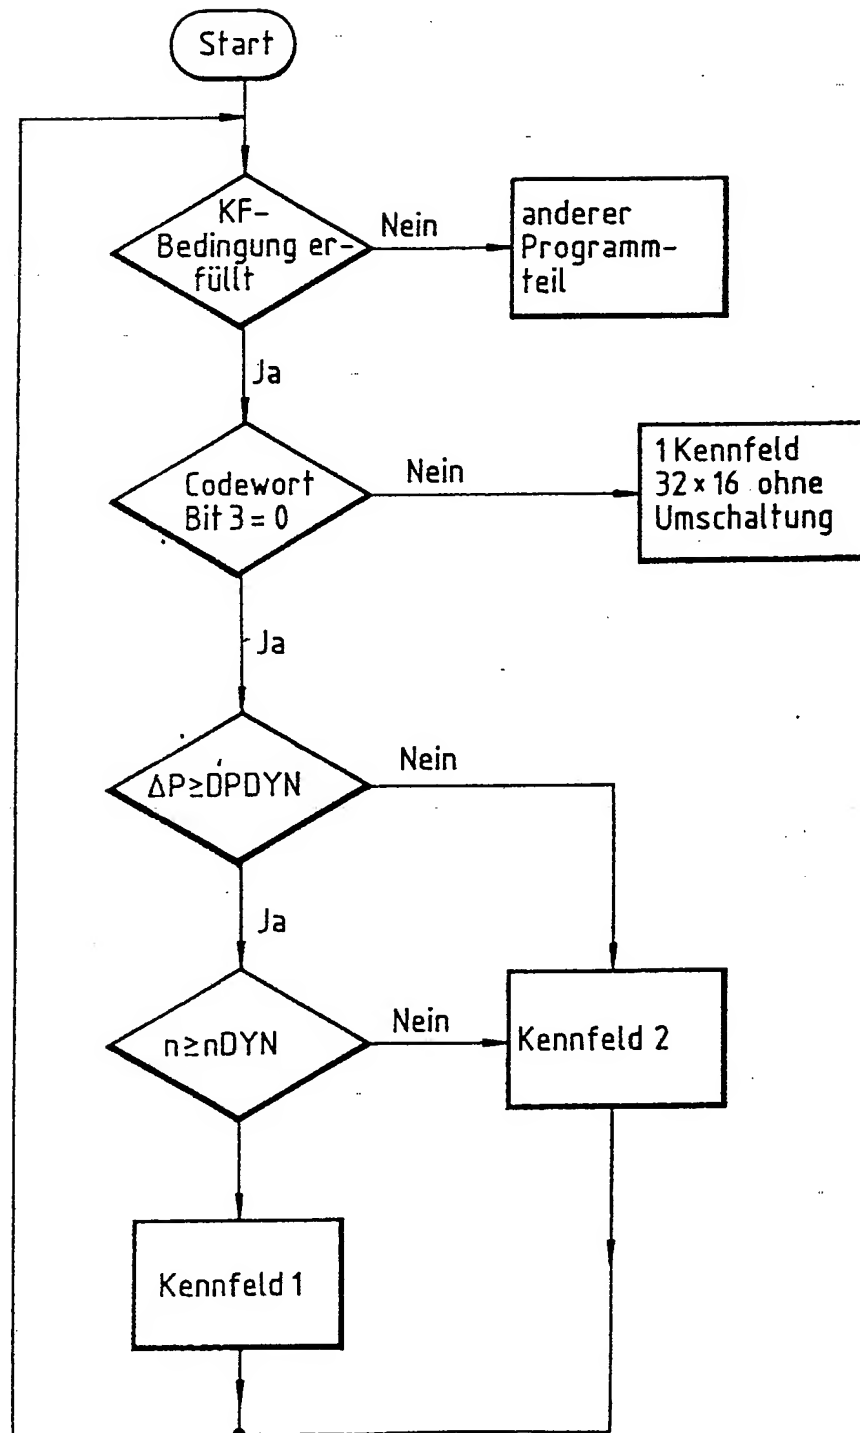 Start
KF-
Bedingung er-
füllt
Nein
anderer
Programm-
teil
Ja
Codewort
Bit 3 = 0
Nein
1 Kennfeld
32 × 16 ohne
Umschaltung
Ja
ΔP≥DPDYN
Nein
Ja
n≥nDYN
Nein
Kennfeld 2
Kennfeld 1